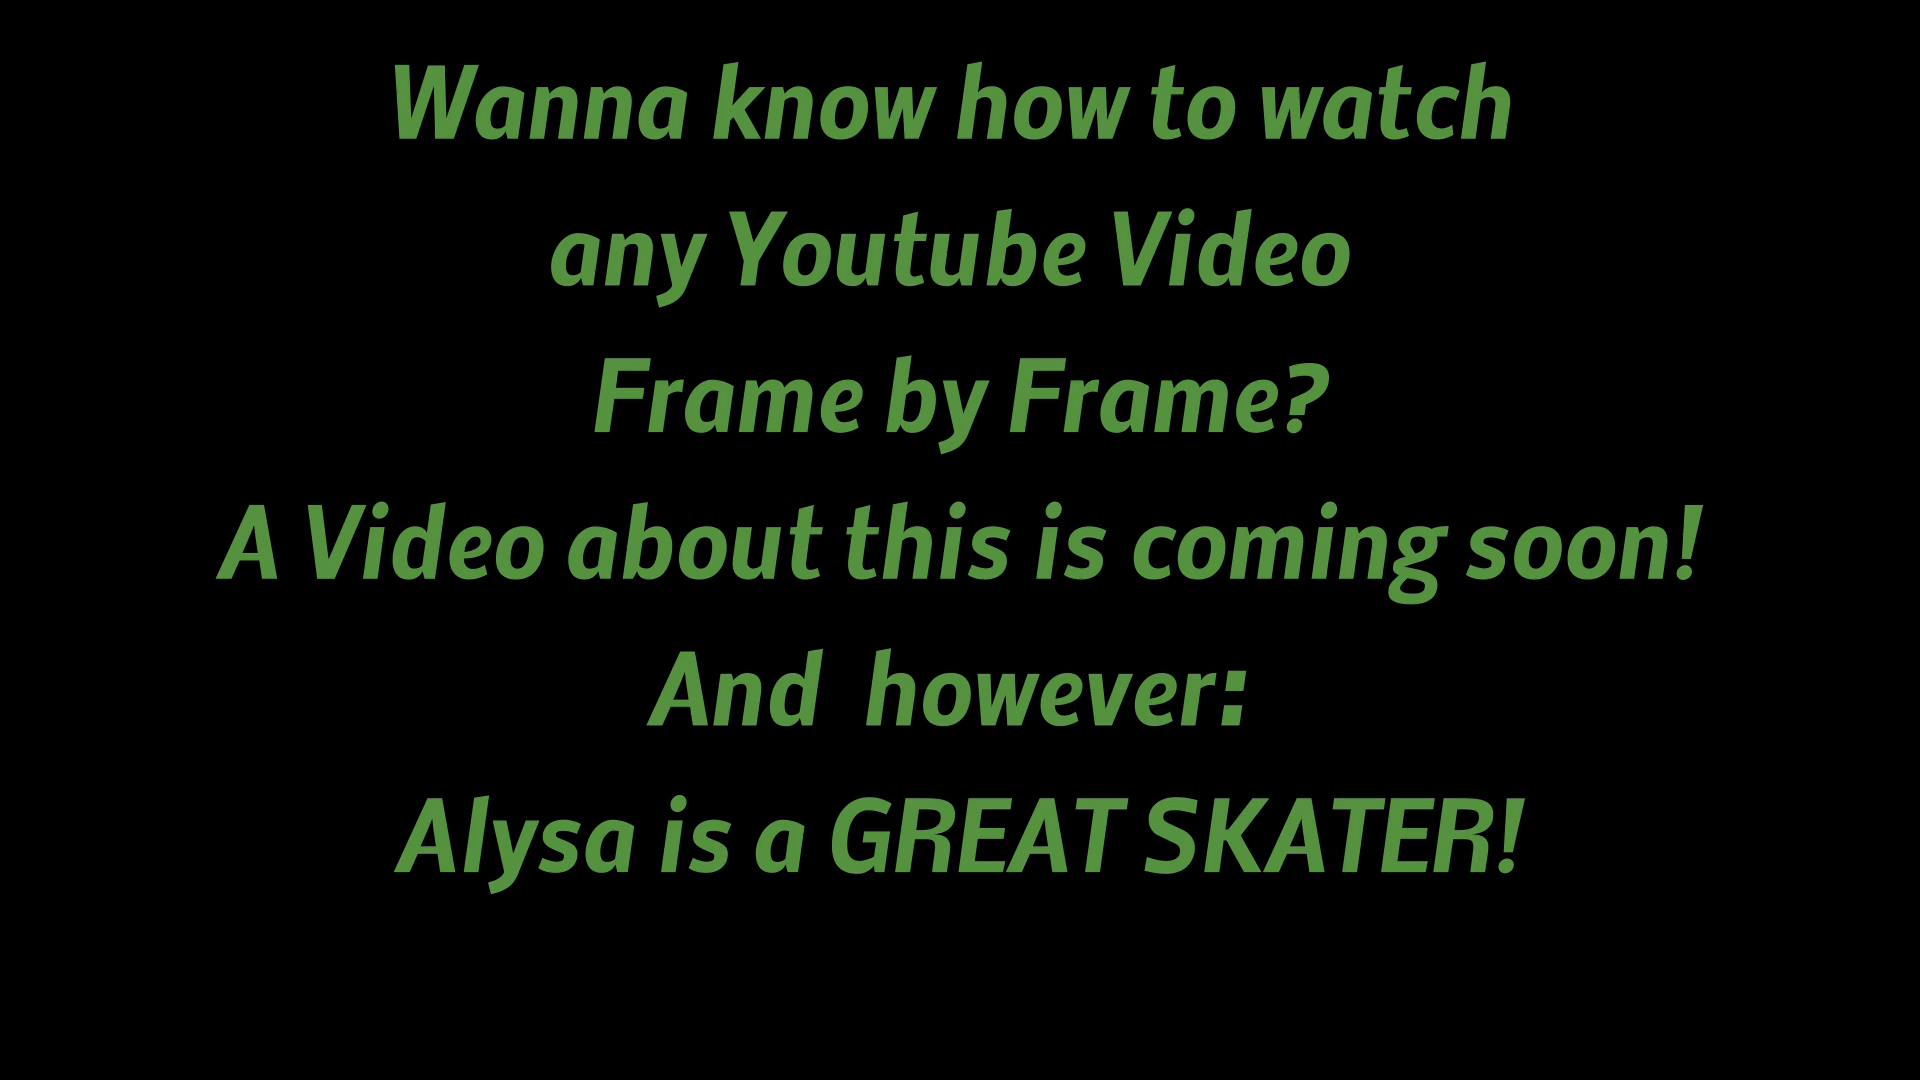 Wanna know how to watch
any Youtube Video
Frame by Frame?
A Video about this is coming soon!
And  however:
Alysa is a GREAT SKATER!